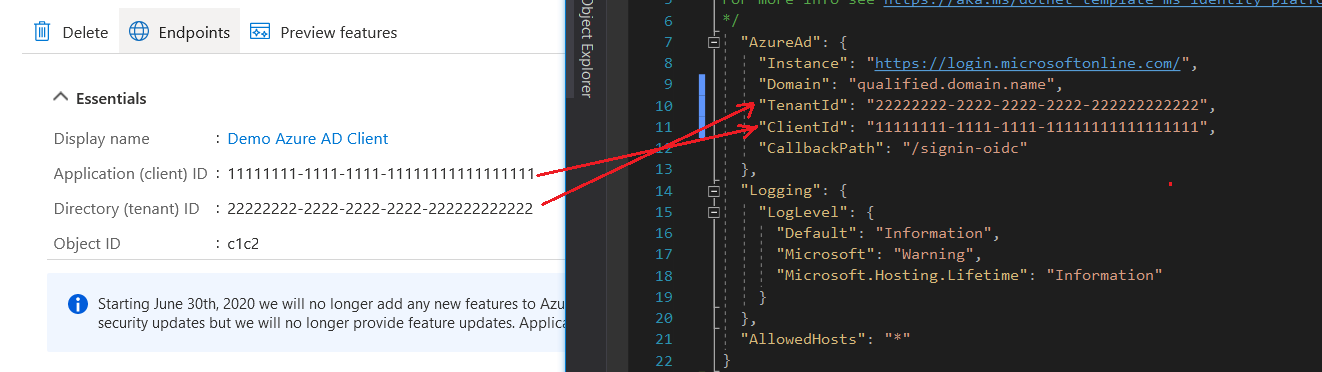 Delete
Endpoints
Preview features
Essentials
Display name : Demo Azure AD Client
Application (client) ID : 11111111-1111-1111-11111111111111111
Directory (tenant) ID : 22222222-2222-2222-2222-222222222222
Object ID : c1c2
Starting June 30th, 2020 we will no longer add any new features to Azu
security updates but we will no longer provide feature updates. Applica
Object Explorer
For more info see https://aka.ms/dotnet-template-ms-identity-platfor
6 */
7 "AzureAd": {
8 "Instance": "https://login.microsoftonline.com/",
9 "Domain": "qualified.domain.name",
10 "TenantId": "22222222-2222-2222-2222-222222222222",
11 "ClientId": "11111111-1111-1111-11111111111111111",
12 "CallbackPath": "/signin-oidc"
13 },
14 "Logging": {
15 "LogLevel": {
16 "Default": "Information",
17 "Microsoft": "Warning",
18 "Microsoft.Hosting.Lifetime": "Information"
19 }
20 },
21 "AllowedHosts": "*"
22 }